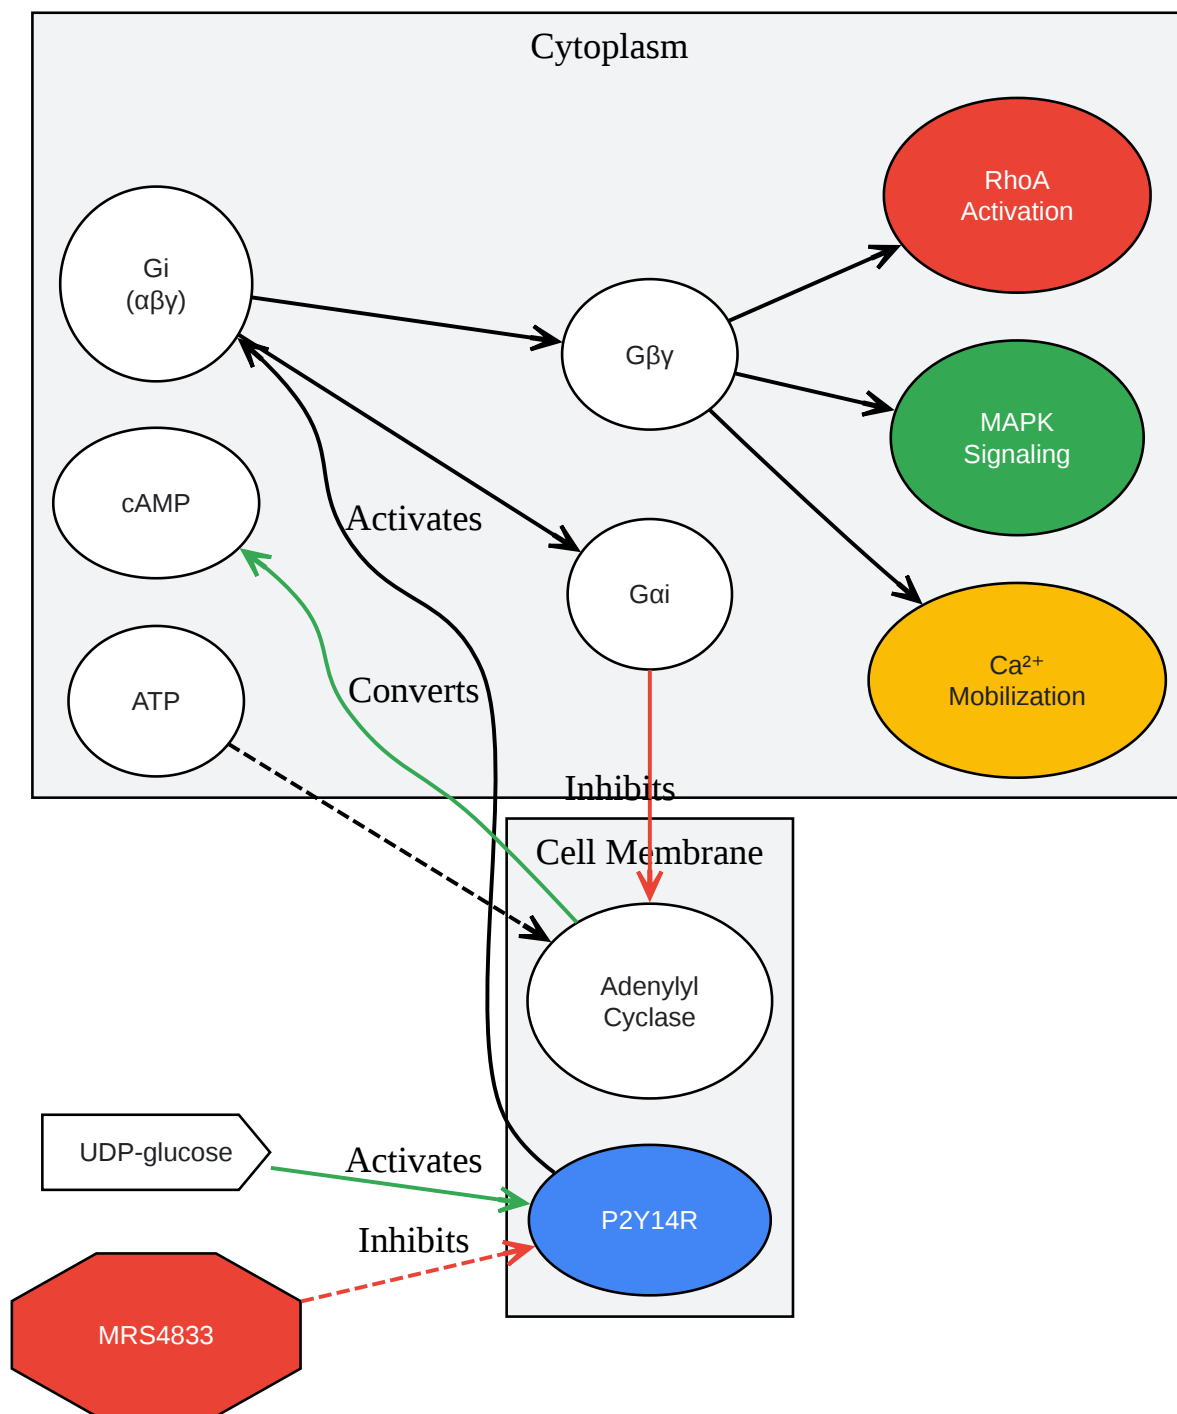 Cytoplasm
RhoA
Activation
Gi
(αβγ)
Gβγ
MAPK
Signaling
cAMP
Activates
Gαi
Ca²⁺
Mobilization
ATP
Converts
Inhibits
Cell Membrane
Adenylyl
Cyclase
UDP-glucose
Activates
P2Y14R
Inhibits
MRS4833